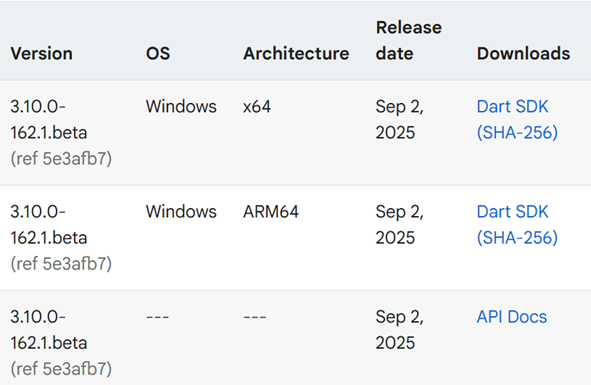 Version OS Architecture Release date Downloads
3.10.0- Windows x64 Sep 2, Dart SDK
162.1.beta 2025 (SHA-256)
(ref 5e3afb7)
3.10.0- Windows ARM64 Sep 2, Dart SDK
162.1.beta 2025 (SHA-256)
(ref 5e3afb7)
3.10.0- --- --- Sep 2, API Docs
162.1.beta 2025
(ref 5e3afb7)